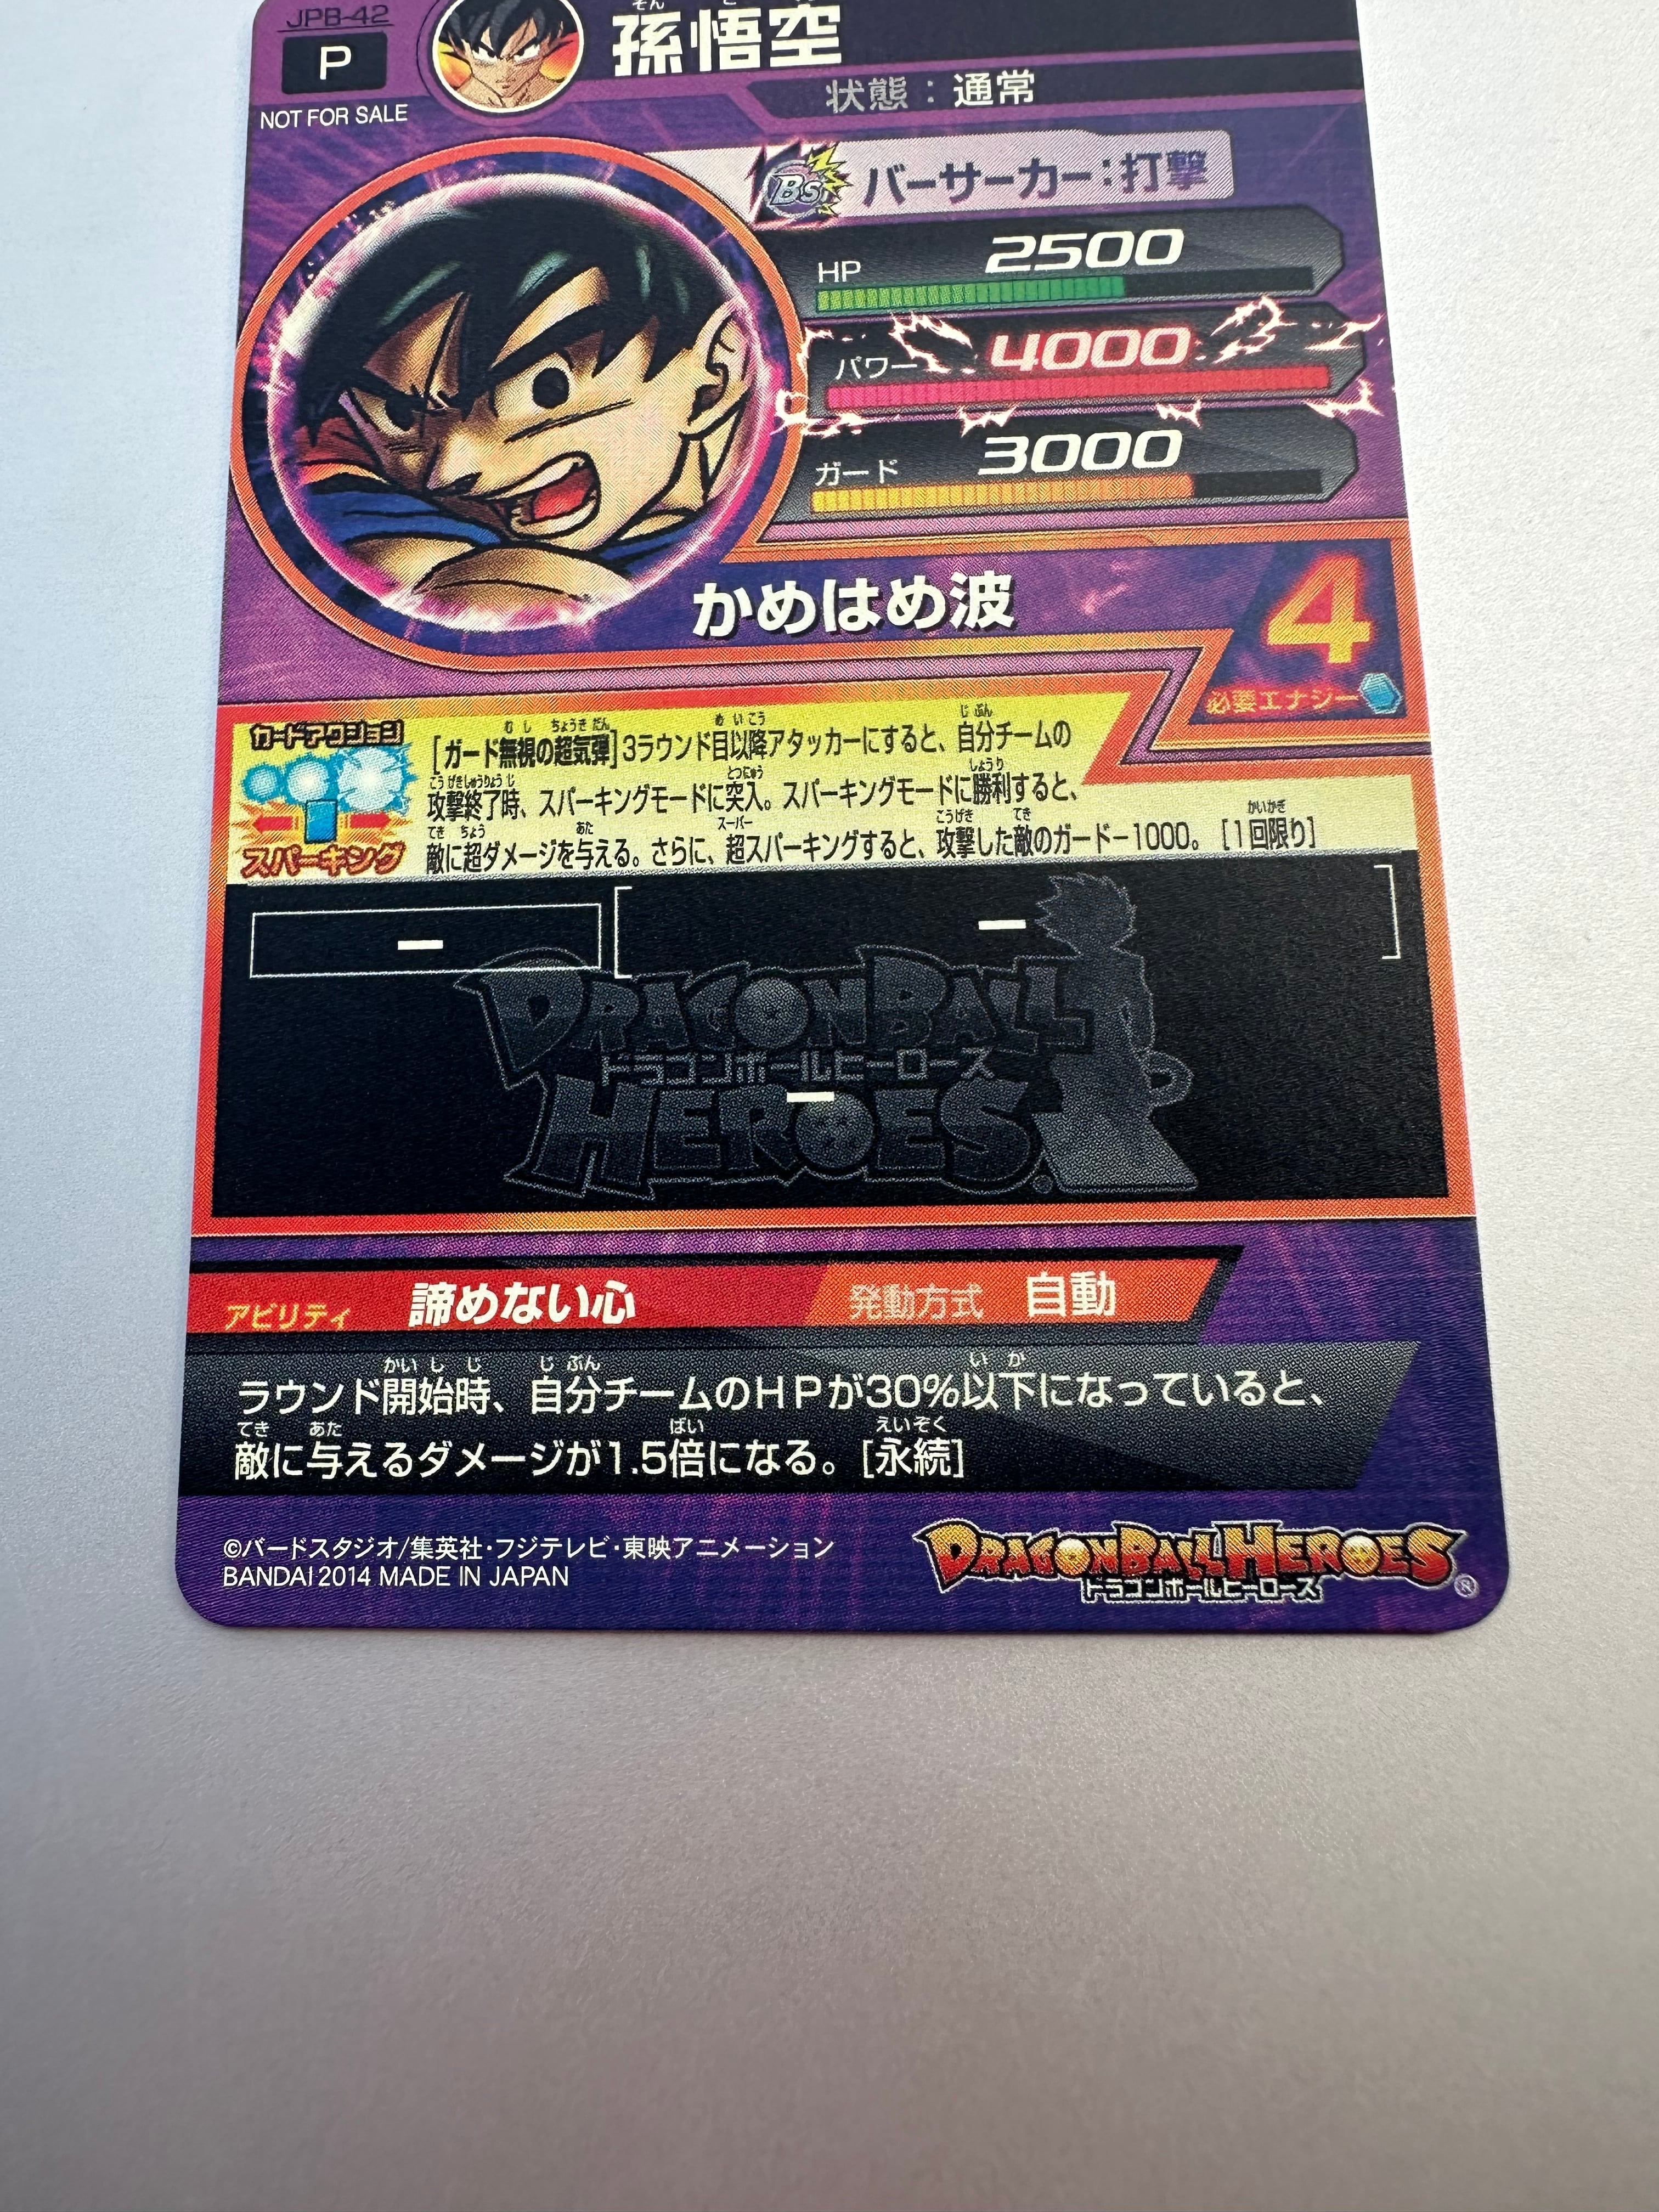 JPB-42
P
NOT FOR SALE
孫悟空
状態：通常
Bs バーサーカー：打撃
HP 2500
パワー 4000
ガード 3000
かめはめ波
4
必要エナジー
カードアクション
スパーキング
[ガード無視の超気弾]3ラウンド目以降アタッカーにすると、自分チームの
攻撃終了時、スパーキングモードに突入。スパーキングモードに勝利すると、
敵に超ダメージを与える。さらに、超スパーキングすると、攻撃した敵のガード−1000。[1回限り]
DRAGONBALL
ドラゴンボールヒーローズ
HEROES
アビリティ 諦めない心 発動方式 自動
ラウンド開始時、自分チームのHPが30%以下になっていると、
敵に与えるダメージが1.5倍になる。[永続]
©バードスタジオ/集英社・フジテレビ・東映アニメーション
BANDAI 2014 MADE IN JAPAN
DRAGONBALL HEROES
ドラゴンボールヒーローズ